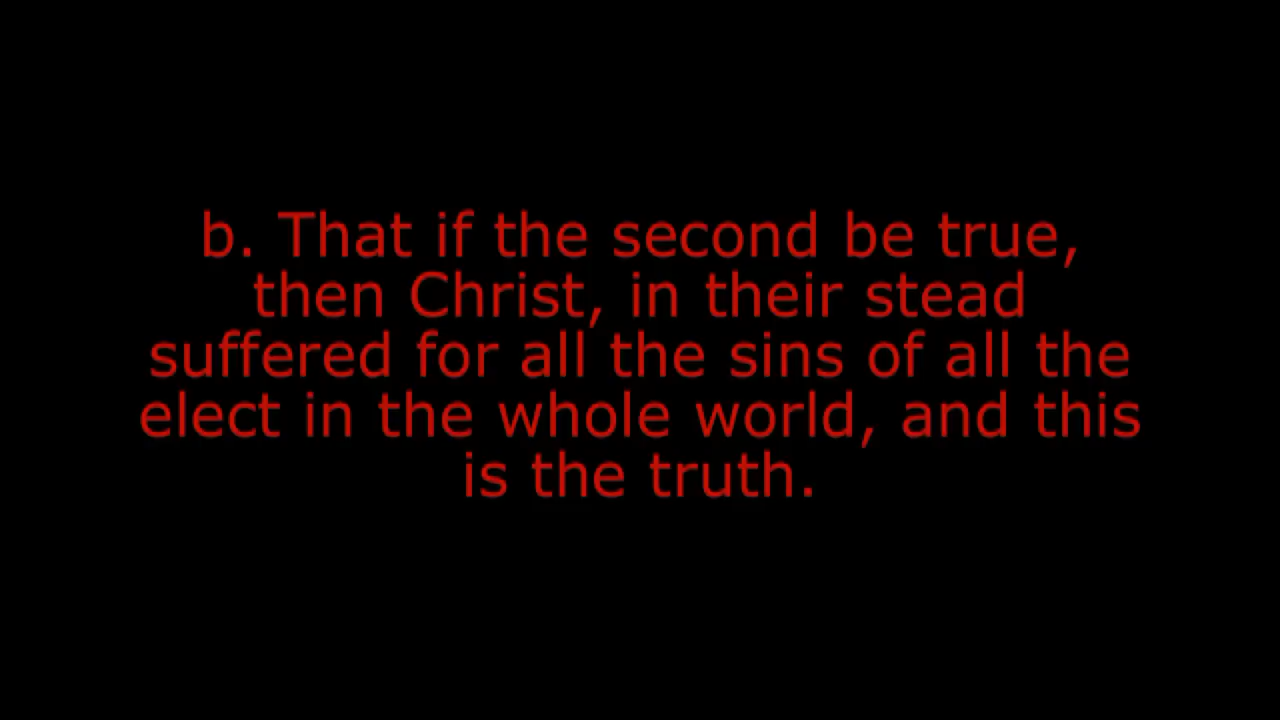 b. That if the second be true,
then Christ, in their stead
suffered for all the sins of all the
elect in the whole world, and this
is the truth.